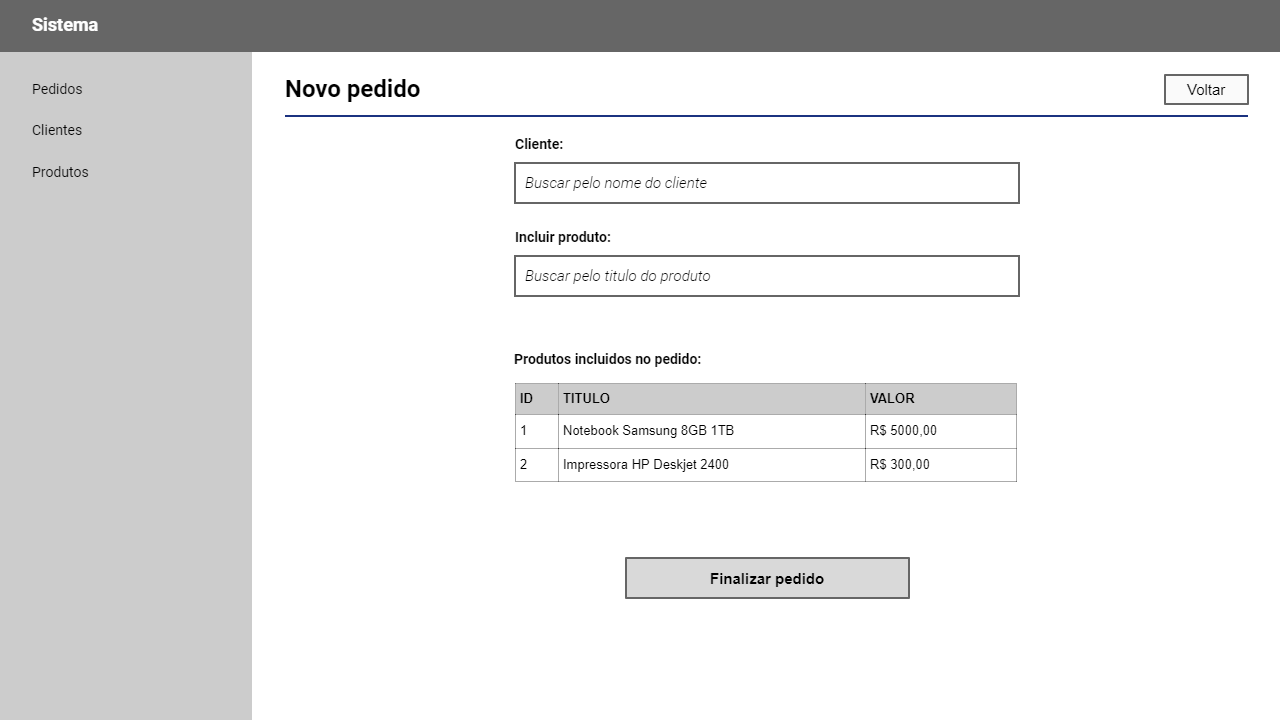 Sistema
Pedidos
Clientes
Produtos
Novo pedido
Voltar
Cliente:
Buscar pelo nome do cliente
Incluir produto:
Buscar pelo titulo do produto
Produtos incluidos no pedido:
ID TITULO VALOR
1 Notebook Samsung 8GB 1TB R$ 5000,00
2 Impressora HP Deskjet 2400 R$ 300,00
Finalizar pedido